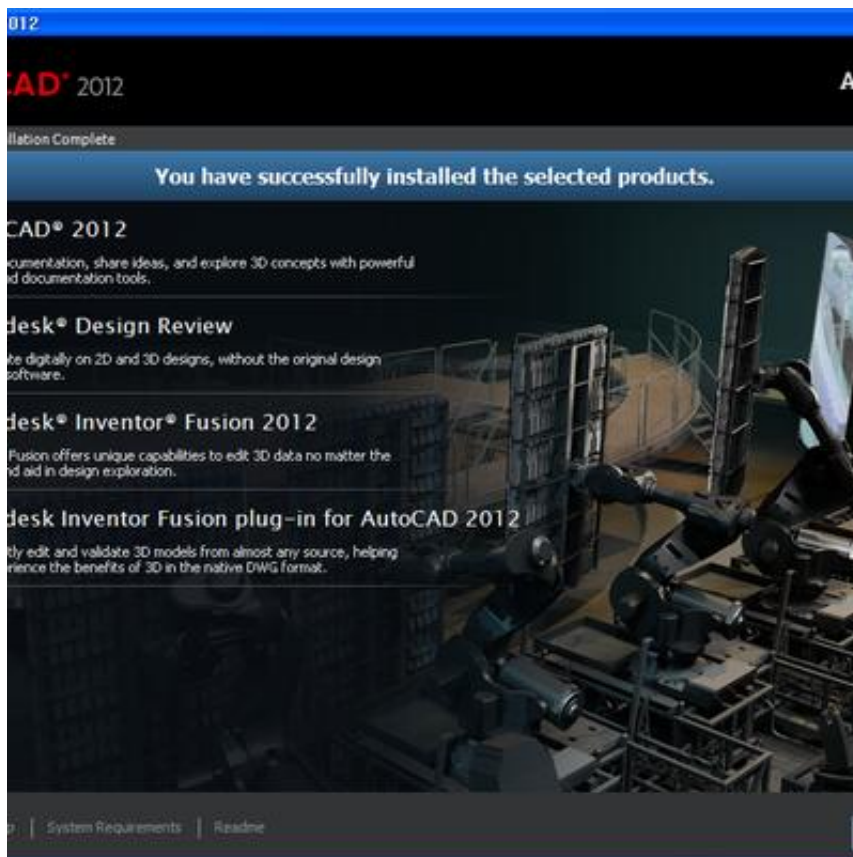 012
CAD® 2012
A
llation Complete
You have successfully installed the selected products.
CAD® 2012
cumentation, share ideas, and explore 3D concepts with powerful
nd documentation tools.
desk® Design Review
te digitally on 2D and 3D designs, without the original design
software.
desk® Inventor® Fusion 2012
Fusion offers unique capabilities to edit 3D data no matter the
nd aid in design exploration.
desk Inventor Fusion plug-in for AutoCAD 2012
tly edit and validate 3D models from almost any source, helping
rience the benefits of 3D in the native DWG format.
p | System Requirements | Readme